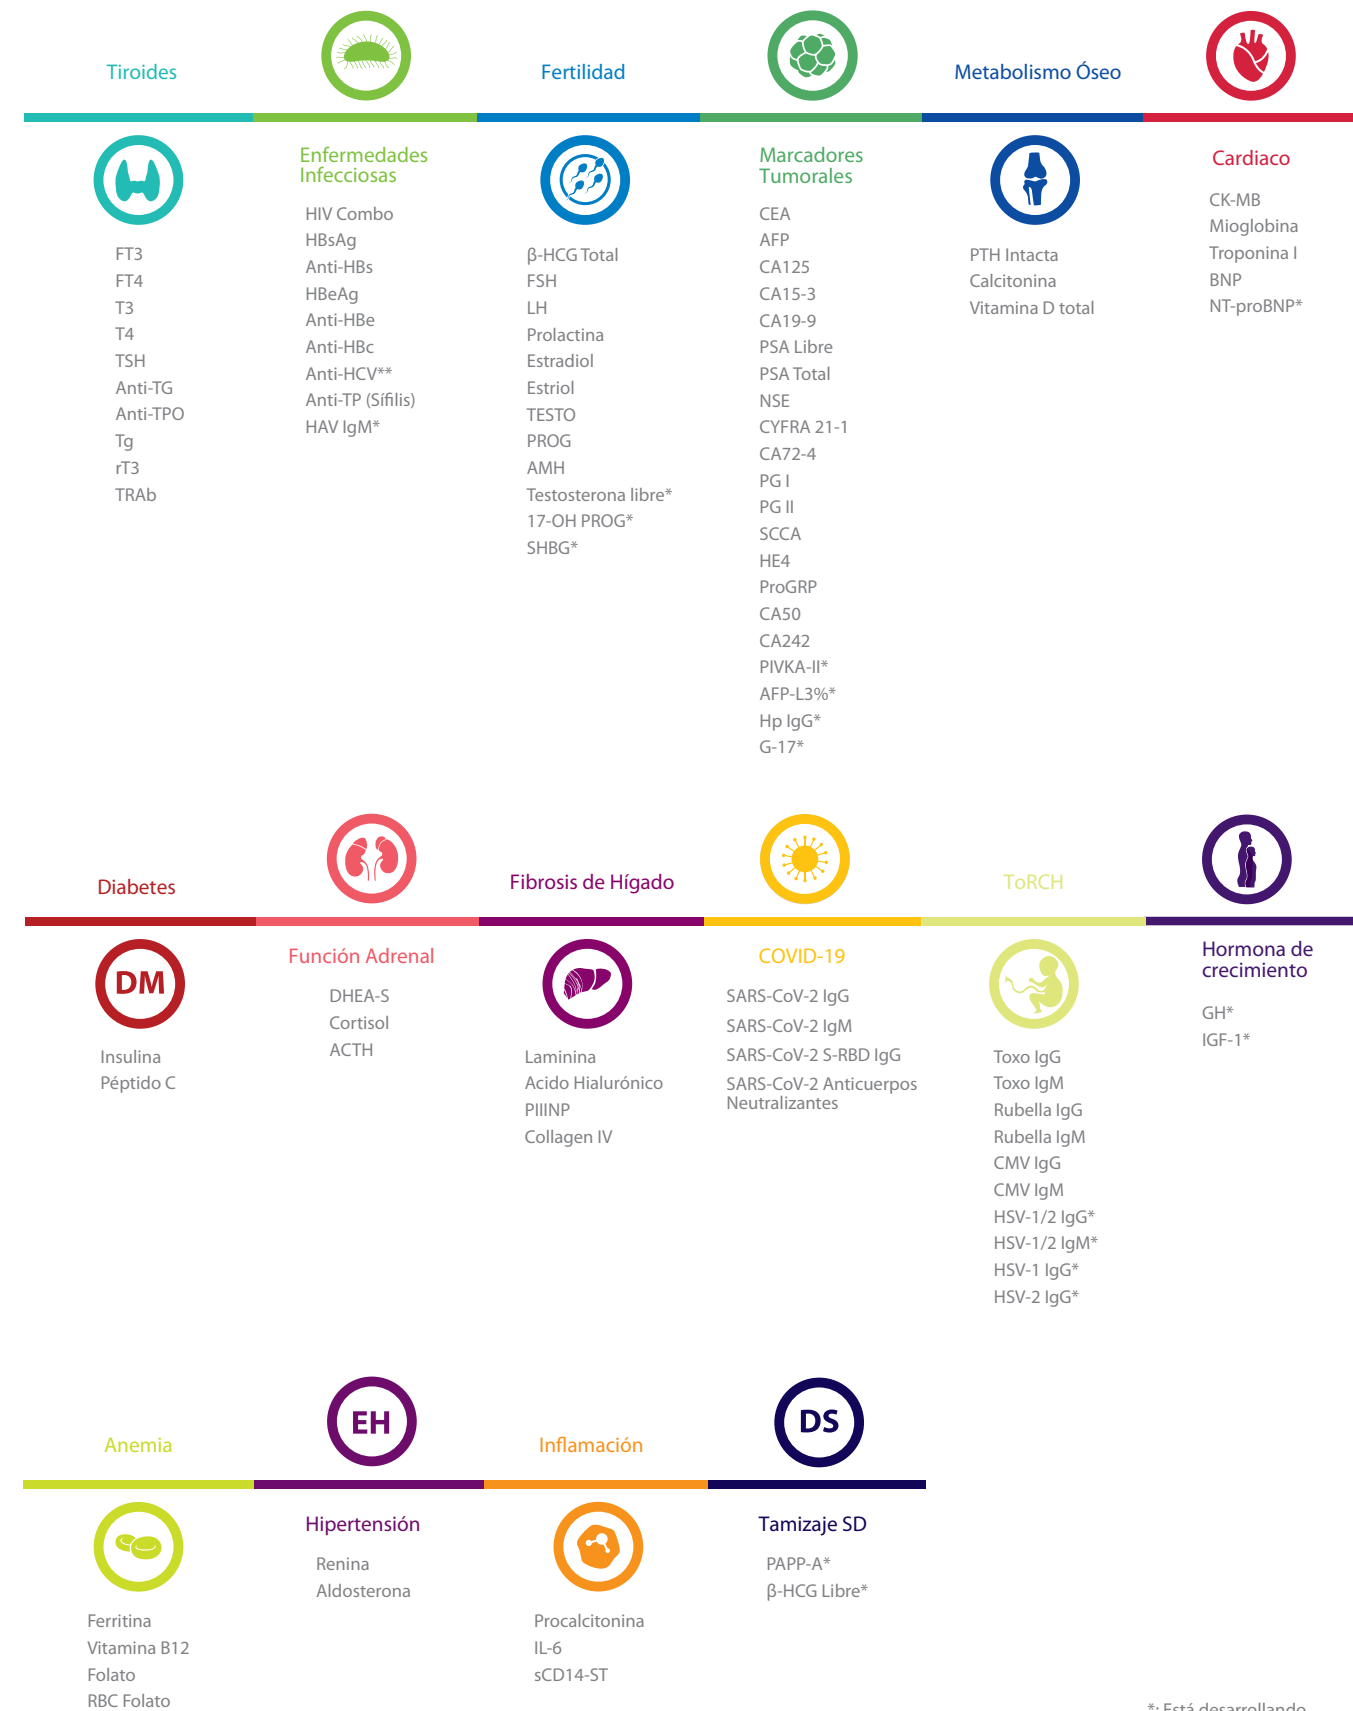 Tiroides
FT3
FT4
T3
T4
TSH
Anti-TG
Anti-TPO
Tg
rT3
TRAb
Enfermedades
Infecciosas
HIV Combo
HBsAg
Anti-HBs
HBeAg
Anti-HBe
Anti-HBc
Anti-HCV**
Anti-TP (Sífilis)
HAV IgM*
Fertilidad
β-HCG Total
FSH
LH
Prolactina
Estradiol
Estriol
TESTO
PROG
AMH
Testosterona libre*
17-OH PROG*
SHBG*
Marcadores
Tumorales
CEA
AFP
CA125
CA15-3
CA19-9
PSA Libre
PSA Total
NSE
CYFRA 21-1
CA72-4
PG I
PG II
SCCA
HE4
ProGRP
CA50
CA242
PIVKA-II*
AFP-L3%*
Hp IgG*
G-17*
Metabolismo Óseo
PTH Intacta
Calcitonina
Vitamina D total
Cardiaco
CK-MB
Mioglobina
Troponina I
BNP
NT-proBNP*
Diabetes
DM
Insulina
Péptido C
Función Adrenal
DHEA-S
Cortisol
ACTH
Fibrosis de Hígado
Laminina
Acido Hialurónico
PIIINP
Collagen IV
COVID-19
SARS-CoV-2 IgG
SARS-CoV-2 IgM
SARS-CoV-2 S-RBD IgG
SARS-CoV-2 Anticuerpos
Neutralizantes
ToRCH
Toxo IgG
Toxo IgM
Rubella IgG
Rubella IgM
CMV IgG
CMV IgM
HSV-1/2 IgG*
HSV-1/2 IgM*
HSV-1 IgG*
HSV-2 IgG*
Hormona de
crecimiento
GH*
IGF-1*
Anemia
Ferritina
Vitamina B12
Folato
RBC Folato
EH
Hipertensión
Renina
Aldosterona
Inflamación
Procalcitonina
IL-6
sCD14-ST
DS
Tamizaje SD
PAPP-A*
β-HCG Libre*
*: Está desarrollando